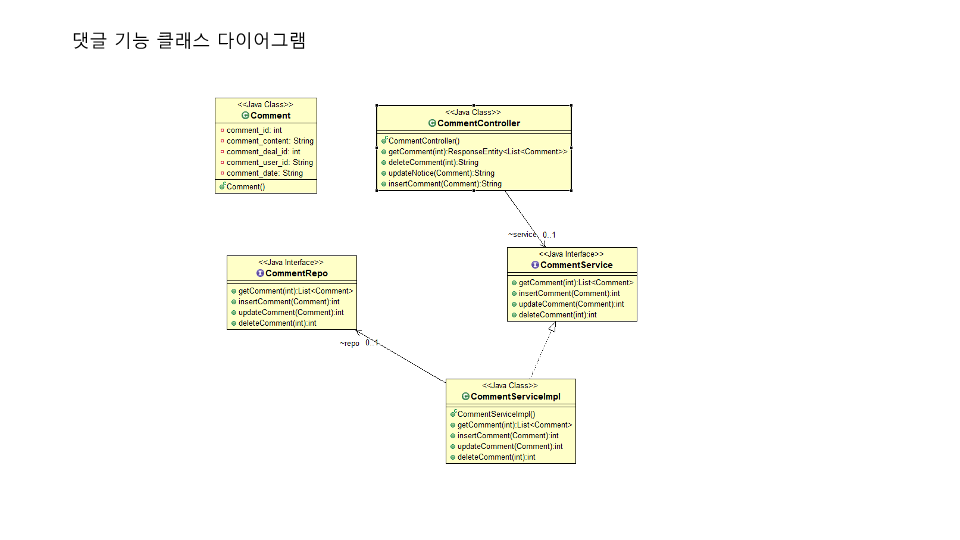 댓글 기능 클래스 다이어그램
<<Java Class>>
Comment
comment_id: int
comment_content: String
comment_deal_id: int
comment_user_id: String
comment_date: String
Comment()
<<Java Class>>
CommentController
CommentController()
getComment(int):ResponseEntity<List<Comment>>
deleteComment(int):String
updateNotice(Comment):String
insertComment(Comment):String
~service 0..1
<<Java Interface>>
CommentRepo
getComment(int):List<Comment>
insertComment(Comment):int
updateComment(Comment):int
deleteComment(int):int
<<Java Interface>>
CommentService
getComment(int):List<Comment>
insertComment(Comment):int
updateComment(Comment):int
deleteComment(int):int
~repo 0..1
<<Java Class>>
CommentServiceImpl
CommentServiceImpl()
getComment(int):List<Comment>
insertComment(Comment):int
updateComment(Comment):int
deleteComment(int):int